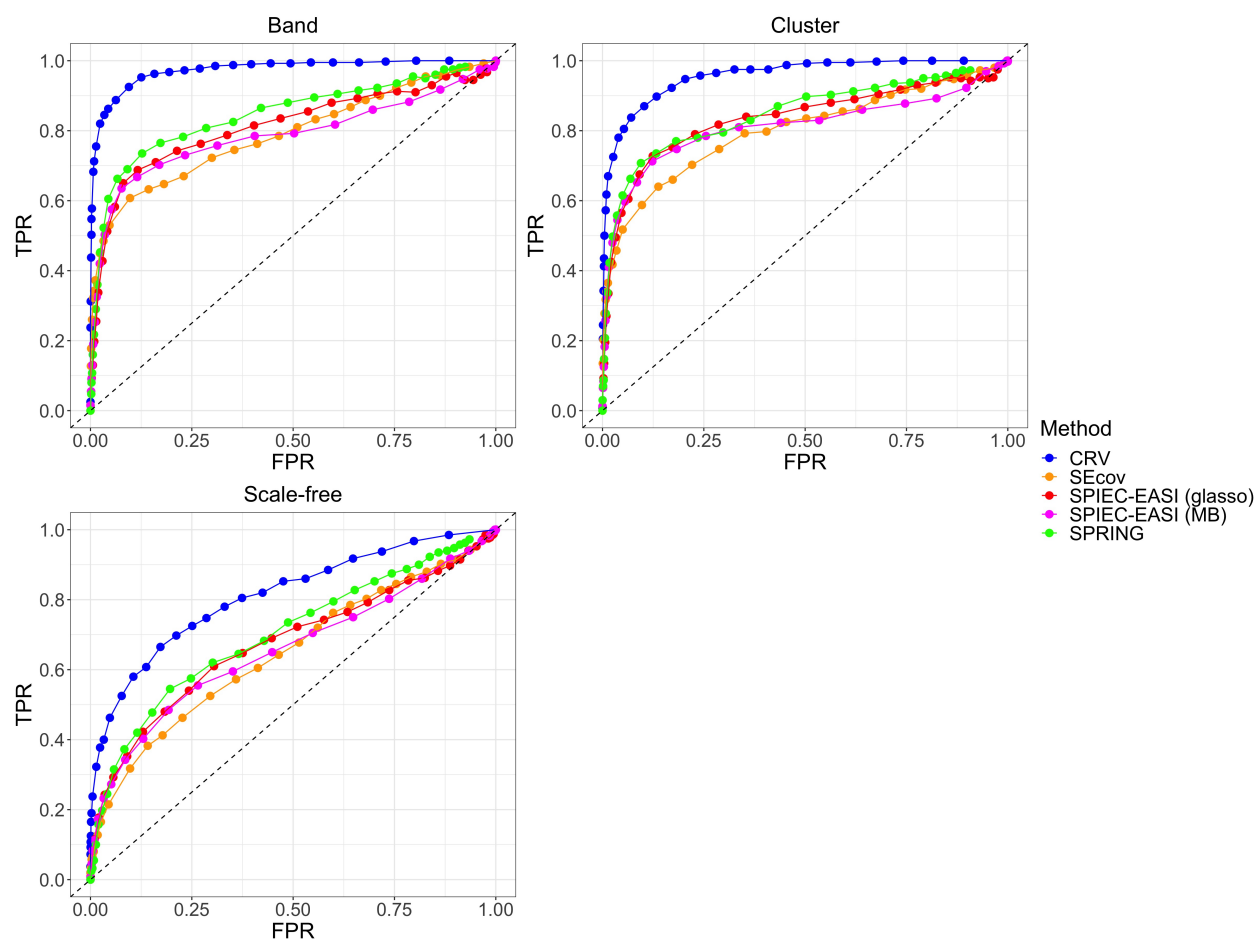 Band
Cluster
1.0
0.8
0.6
0.4
0.2
0.0
TPR
0.00 0.25 0.50 0.75 1.00
FPR
1.0
0.8
0.6
0.4
0.2
0.0
TPR
0.00 0.25 0.50 0.75 1.00
FPR
Scale-free
1.0
0.8
0.6
0.4
0.2
0.0
TPR
0.00 0.25 0.50 0.75 1.00
FPR
Method
CRV
SEcov
SPIEC-EASI (glasso)
SPIEC-EASI (MB)
SPRING